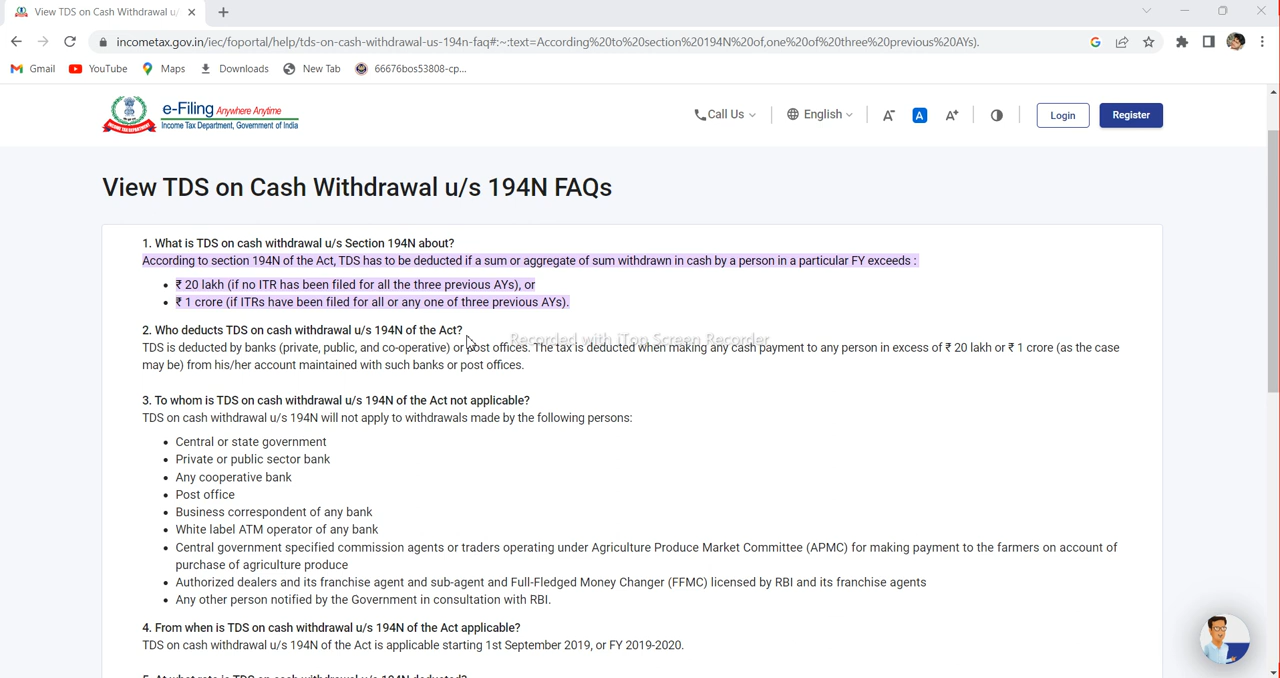 View TDS on Cash Withdrawal u/
incometax.gov.in/iec/foportal/help/tds-on-cash-withdrawal-us-194n-faq#:~:text=According%20to%20section%20194N%20of,one%20of%20three%20previous%20AYs).
Gmail YouTube Maps Downloads New Tab 66676bos53808-cp...
e-Filing Anywhere Anytime
Income Tax Department, Government of India
Call Us English A- A A+ Login Register
View TDS on Cash Withdrawal u/s 194N FAQs
1. What is TDS on cash withdrawal u/s Section 194N about?
According to section 194N of the Act, TDS has to be deducted if a sum or aggregate of sum withdrawn in cash by a person in a particular FY exceeds :
• ₹ 20 lakh (if no ITR has been filed for all the three previous AYs), or
• ₹ 1 crore (if ITRs have been filed for all or any one of three previous AYs).
2. Who deducts TDS on cash withdrawal u/s 194N of the Act?
Recorded with iTop Screen Recorder
TDS is deducted by banks (private, public, and co-operative) or post offices. The tax is deducted when making any cash payment to any person in excess of ₹ 20 lakh or ₹ 1 crore (as the case
may be) from his/her account maintained with such banks or post offices.
3. To whom is TDS on cash withdrawal u/s 194N of the Act not applicable?
TDS on cash withdrawal u/s 194N will not apply to withdrawals made by the following persons:
• Central or state government
• Private or public sector bank
• Any cooperative bank
• Post office
• Business correspondent of any bank
• White label ATM operator of any bank
• Central government specified commission agents or traders operating under Agriculture Produce Market Committee (APMC) for making payment to the farmers on account of
purchase of agriculture produce
• Authorized dealers and its franchise agent and sub-agent and Full-Fledged Money Changer (FFMC) licensed by RBI and its franchise agents
• Any other person notified by the Government in consultation with RBI.
4. From when is TDS on cash withdrawal u/s 194N of the Act applicable?
TDS on cash withdrawal u/s 194N of the Act is applicable starting 1st September 2019, or FY 2019-2020.